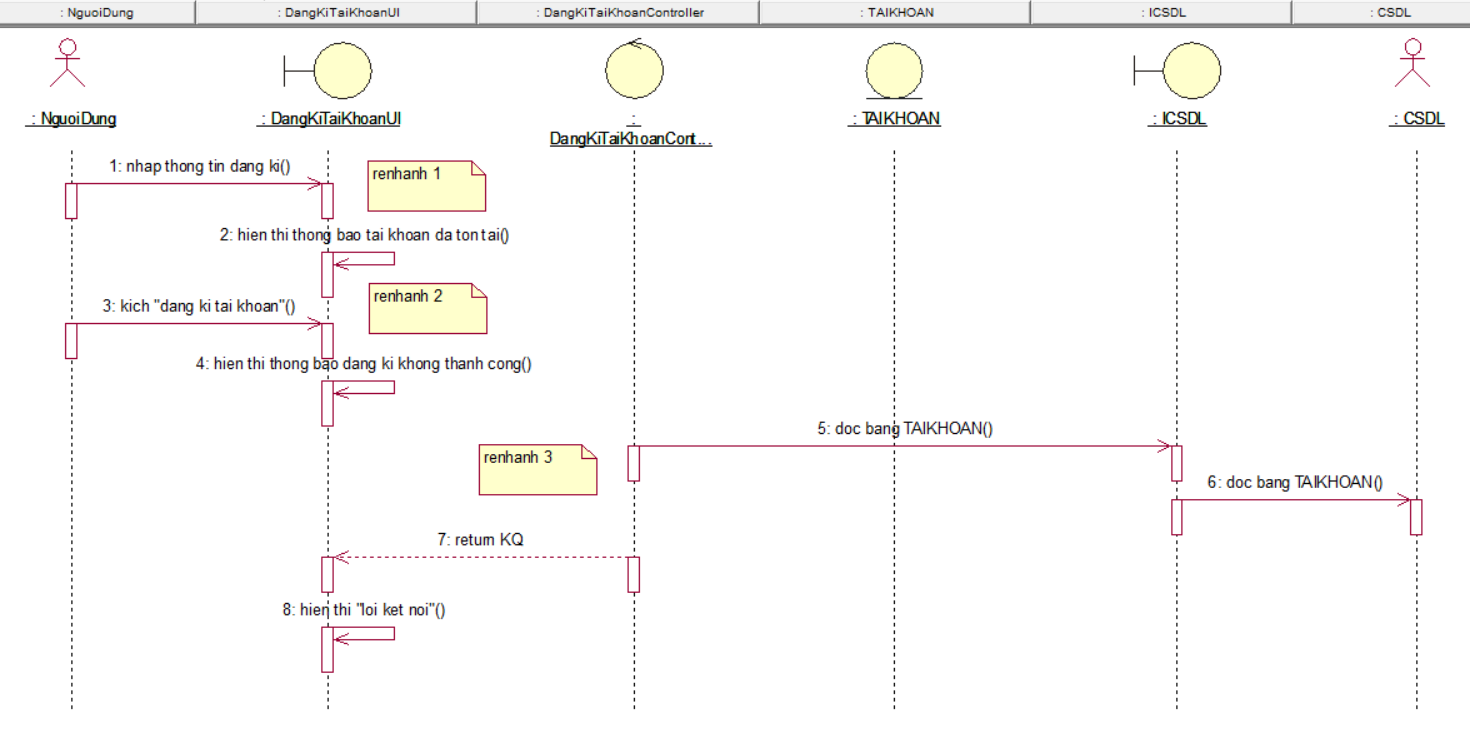 : NguoiDung
: DangKiTaiKhoanUI
: DangKiTaiKhoanController
: TAIKHOAN
: ICSDL
: CSDL
: NguoiDung
: DangKiTaiKhoanUI
:
DangKiTaiKhoanCont...
: TAIKHOAN
: ICSDL
: CSDL
1: nhap thong tin dang ki()
renhanh 1
2: hien thi thong bao tai khoan da ton tai()
renhanh 2
3: kich "dang ki tai khoan"()
4: hien thi thong bao dang ki khong thanh cong()
5: doc bang TAIKHOAN()
renhanh 3
6: doc bang TAIKHOAN()
7: return KQ
8: hien thi "loi ket noi"()